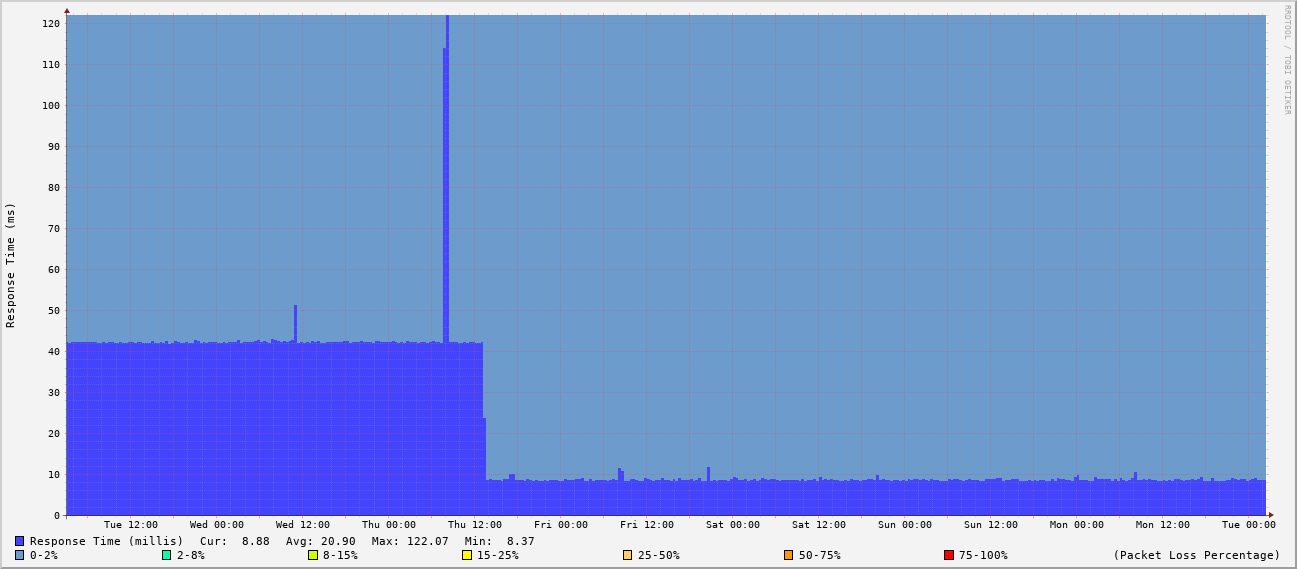 RRDTOOL / TOBI OETIKER
Response Time (ms)
120
110
100
90
80
70
60
50
40
30
20
10
0
Tue 12:00 Wed 00:00 Wed 12:00 Thu 00:00 Thu 12:00 Fri 00:00 Fri 12:00 Sat 00:00 Sat 12:00 Sun 00:00 Sun 12:00 Mon 00:00 Mon 12:00 Tue 00:00
Response Time (millis) Cur: 8.88 Avg: 20.90 Max: 122.07 Min: 8.37
0-2% 2-8% 8-15% 15-25% 25-50% 50-75% 75-100% (Packet Loss Percentage)